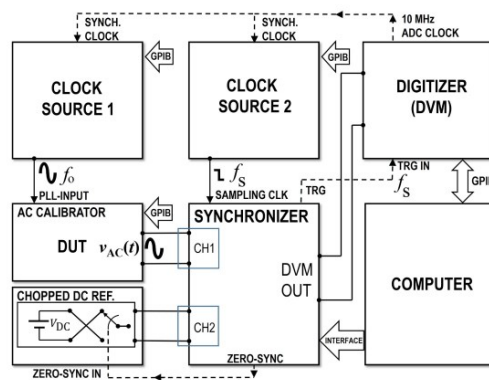 SYNCH.
CLOCK
SYNCH.
CLOCK
10 MHz
ADC CLOCK
CLOCK
SOURCE 1
GPIB
CLOCK
SOURCE 2
GPIB
DIGITIZER
(DVM)
fo
PLL-INPUT
fS
SAMPLING CLK
TRG
TRG IN
fS
GPI
AC CALIBRATOR
GPIB
DUT
vAC(t)
CH1
SYNCHRONIZER
DVM
OUT
COMPUTER
CHOPPED DC REF.
VDC
CH2
INTERFACE
ZERO-SYNC IN
ZERO-SYNC